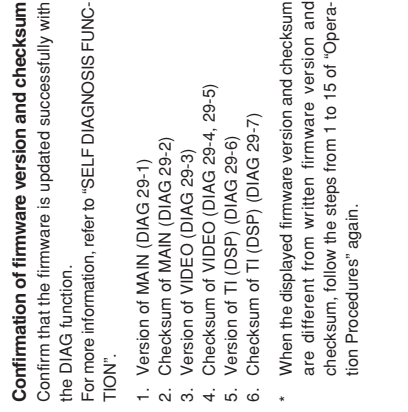 Confirmation of firmware version and checksum
Confirm that the firmware is updated successfully with
the DIAG function.
For more information, refer to “SELF DIAGNOSIS FUNC-
TION”.
1. Version of MAIN (DIAG 29-1)
2. Checksum of MAIN (DIAG 29-2)
3. Version of VIDEO (DIAG 29-3)
4. Checksum of VIDEO (DIAG 29-4, 29-5)
5. Version of TI (DSP) (DIAG 29-6)
6. Checksum of TI (DSP) (DIAG 29-7)
* When the displayed firmware version and checksum
are different from written firmware version and
checksum, follow the steps from 1 to 15 of “Opera-
tion Procedures” again.